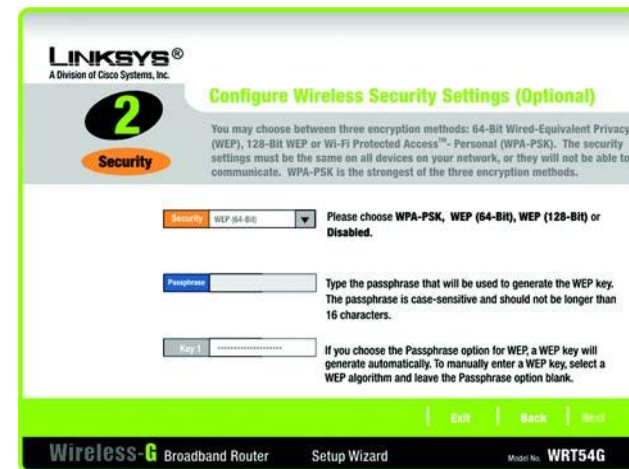 LINKSYS®
A Division of Cisco Systems, Inc.
2
Security
Configure Wireless Security Settings (Optional)
You may choose between three encryption methods: 64-Bit Wired-Equivalent Privacy
(WEP), 128-Bit WEP or Wi-Fi Protected Access™- Personal (WPA-PSK). The security
settings must be the same on all devices on your network, or they will not be able to
communicate. WPA-PSK is the strongest of the three encryption methods.
Security WEP (64-Bit)
Please choose WPA-PSK, WEP (64-Bit), WEP (128-Bit) or
Disabled.
Passphrase
Type the passphrase that will be used to generate the WEP key.
The passphrase is case-sensitive and should not be longer than
16 characters.
Key 1 *******************
If you choose the Passphrase option for WEP, a WEP key will
generate automatically. To manually enter a WEP key, select a
WEP algorithm and leave the Passphrase option blank.
Exit Back Next
Wireless-G Broadband Router Setup Wizard Model No. WRT54G